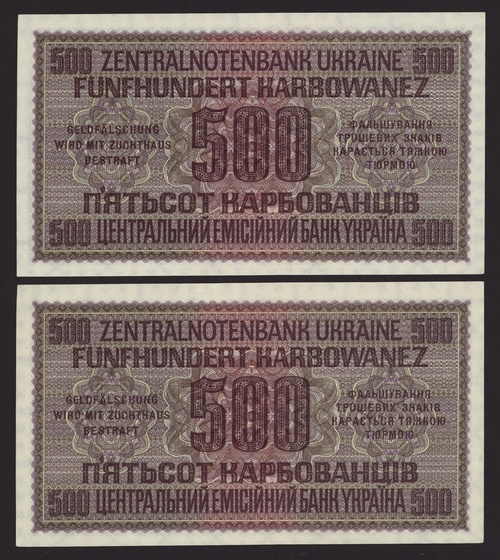 500 ZENTRALNOTENBANK UKRAINE 500
FÜNFHUNDERT KARBOWANEZ
GELDFÄLSCHUNG
WIRD MIT ZUCHTHAUS
BESTRAFT
500
ФАЛЬШУВАННЯ
ГРОШЕВИХ ЗНАКІВ
КАРАЄТЬСЯ ТЯЖКОЮ
ТЮРМОЮ
П'ЯТЬСОТ КАРБОВАНЦІВ
500 ЦЕНТРАЛЬНИЙ ЕМІСІЙНИЙ БАНК УКРАЇНА 500
500 ZENTRALNOTENBANK UKRAINE 500
FÜNFHUNDERT KARBOWANEZ
GELDFÄLSCHUNG
WIRD MIT ZUCHTHAUS
BESTRAFT
500
ФАЛЬШУВАННЯ
ГРОШЕВИХ ЗНАКІВ
КАРАЄТЬСЯ ТЯЖКОЮ
ТЮРМОЮ
П'ЯТЬСОТ КАРБОВАНЦІВ
500 ЦЕНТРАЛЬНИЙ ЕМІСІЙНИЙ БАНК УКРАЇНА 500